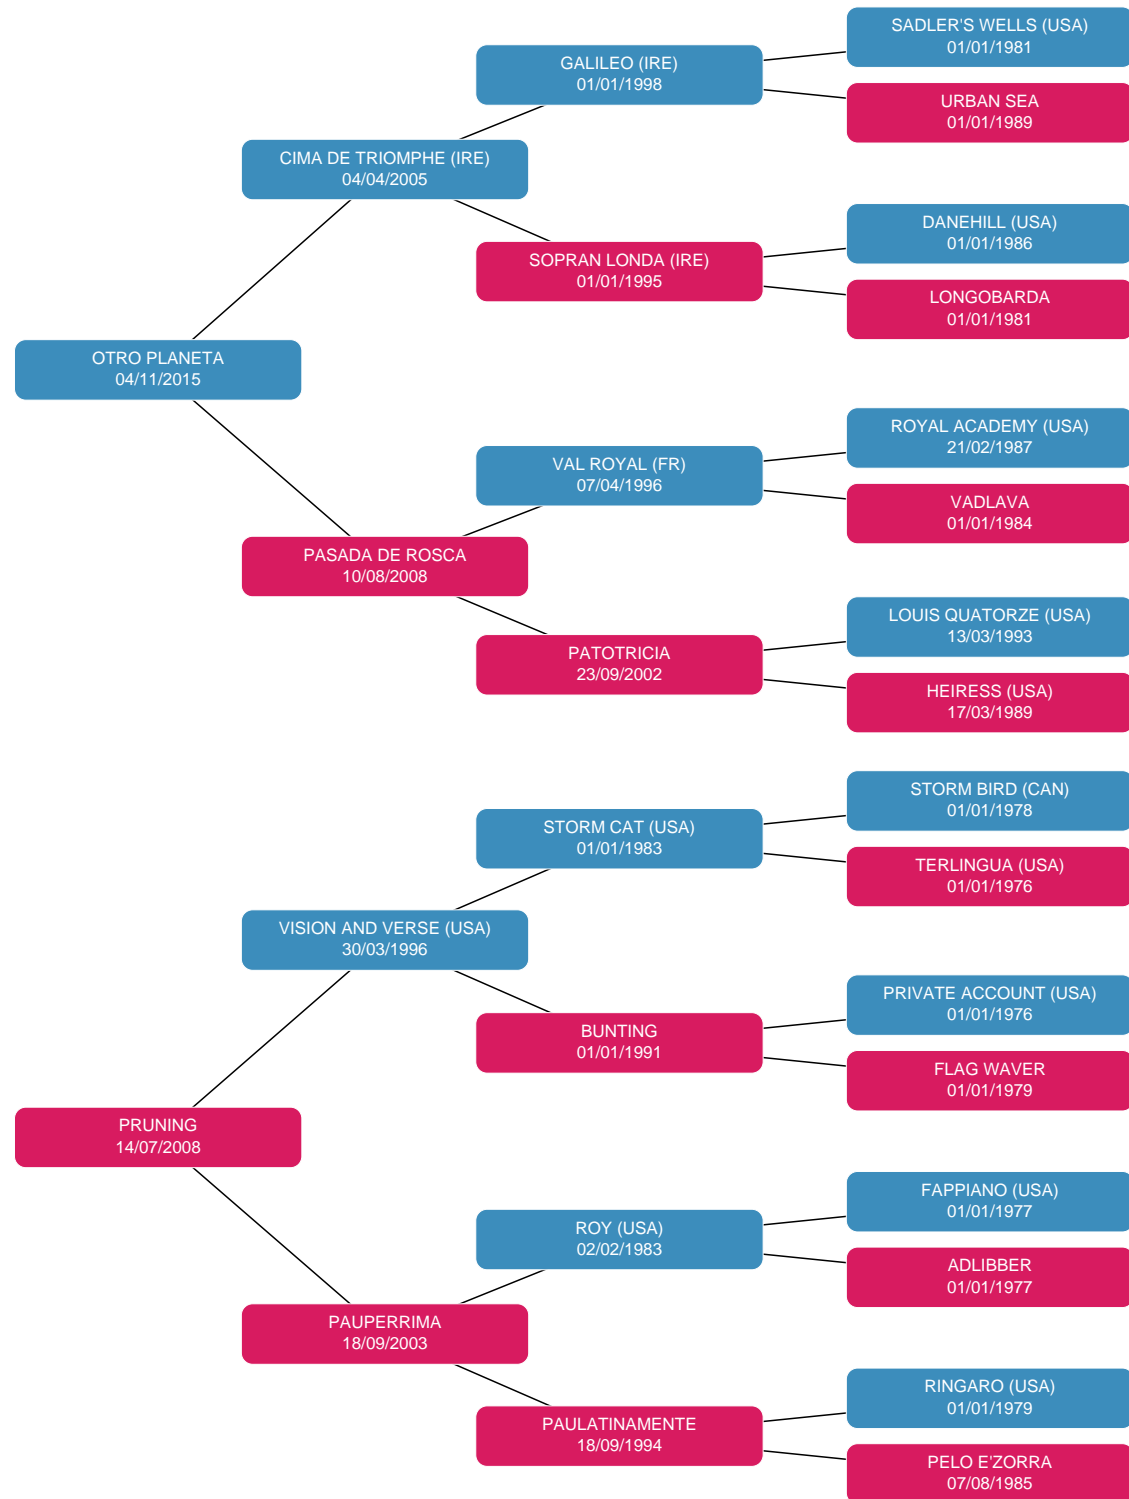 SADLER'S WELLS (USA)
01/01/1981
GALILEO (IRE)
01/01/1998
URBAN SEA
01/01/1989
CIMA DE TRIOMPHE (IRE)
04/04/2005
DANEHILL (USA)
01/01/1986
SOPRAN LONDA (IRE)
01/01/1995
LONGOBARDA
01/01/1981
OTRO PLANETA
04/11/2015
ROYAL ACADEMY (USA)
21/02/1987
VAL ROYAL (FR)
07/04/1996
VADLAVA
01/01/1984
PASADA DE ROSCA
10/08/2008
LOUIS QUATORZE (USA)
13/03/1993
PATOTRICIA
23/09/2002
HEIRESS (USA)
17/03/1989
STORM BIRD (CAN)
01/01/1978
STORM CAT (USA)
01/01/1983
TERLINGUA (USA)
01/01/1976
VISION AND VERSE (USA)
30/03/1996
PRIVATE ACCOUNT (USA)
01/01/1976
BUNTING
01/01/1991
FLAG WAVER
01/01/1979
PRUNING
14/07/2008
FAPPIANO (USA)
01/01/1977
ROY (USA)
02/02/1983
ADLIBBER
01/01/1977
PAUPERRIMA
18/09/2003
RINGARO (USA)
01/01/1979
PAULATINAMENTE
18/09/1994
PELO E'ZORRA
07/08/1985